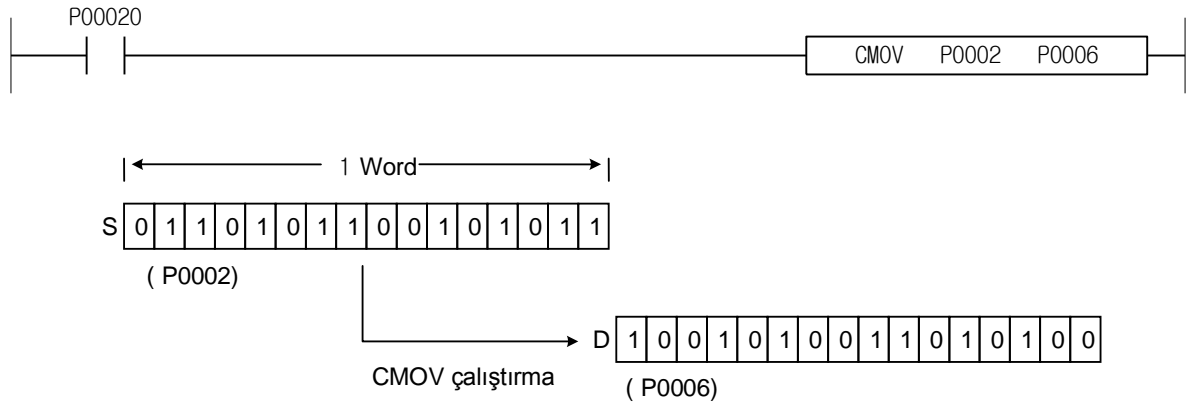 P00020
CMOV P0002 P0006
1 Word
S 0 1 1 0 1 0 1 1 0 0 1 0 1 0 1 1
( P0002)
D 1 0 0 1 0 1 0 0 1 1 0 1 0 1 0 0
CMOV çalıştırma
( P0006)